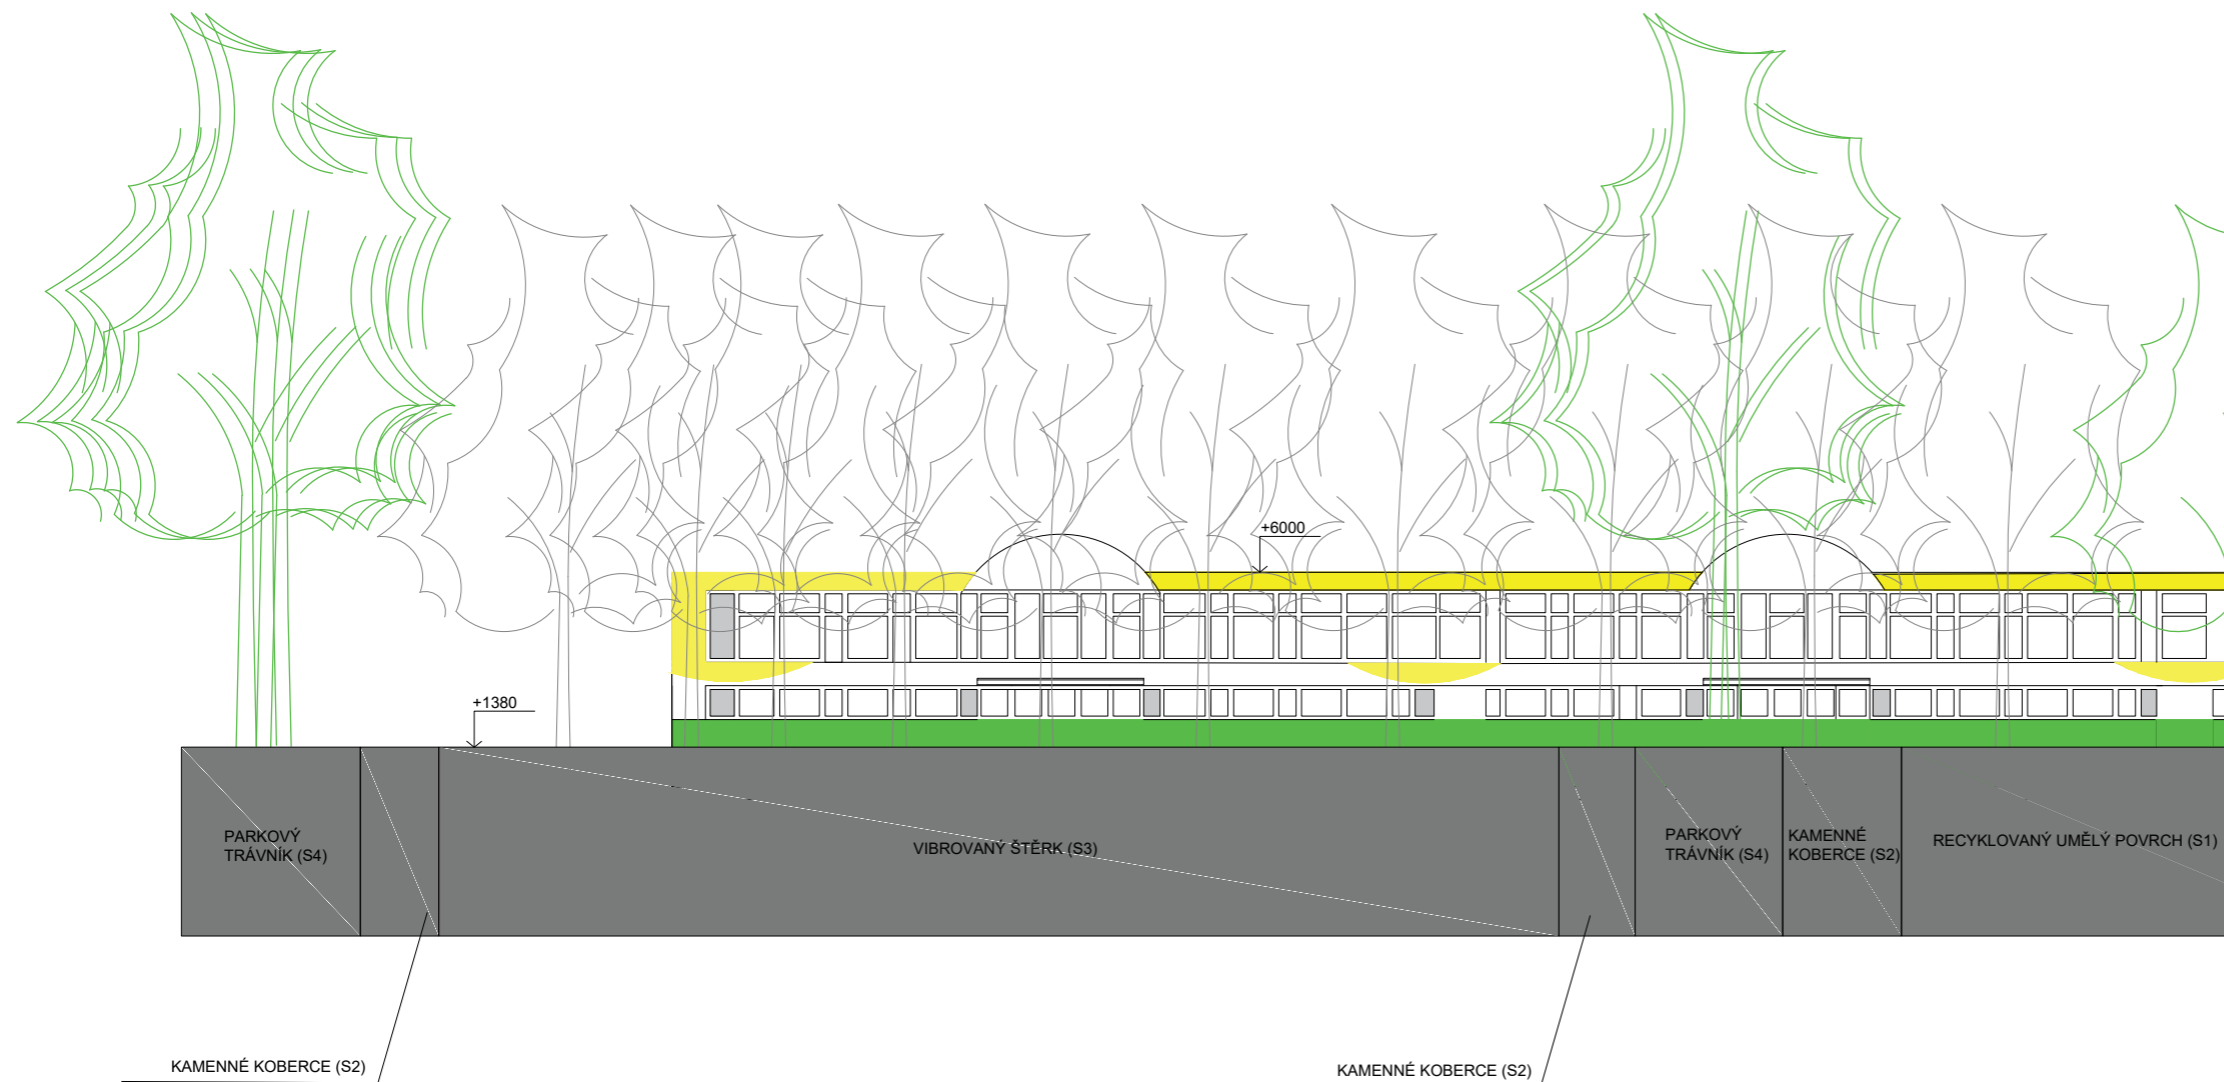 +6000
+1380
PARKOVÝ
TRÁVNÍK (S4)
VIBROVANÝ ŠTĚRK (S3)
PARKOVÝ
TRÁVNÍK (S4)
KAMENNÉ
KOBERCE (S2)
RECYKLOVANÝ UMĚLÝ POVRCH (S1)
KAMENNÉ KOBERCE (S2)
KAMENNÉ KOBERCE (S2)